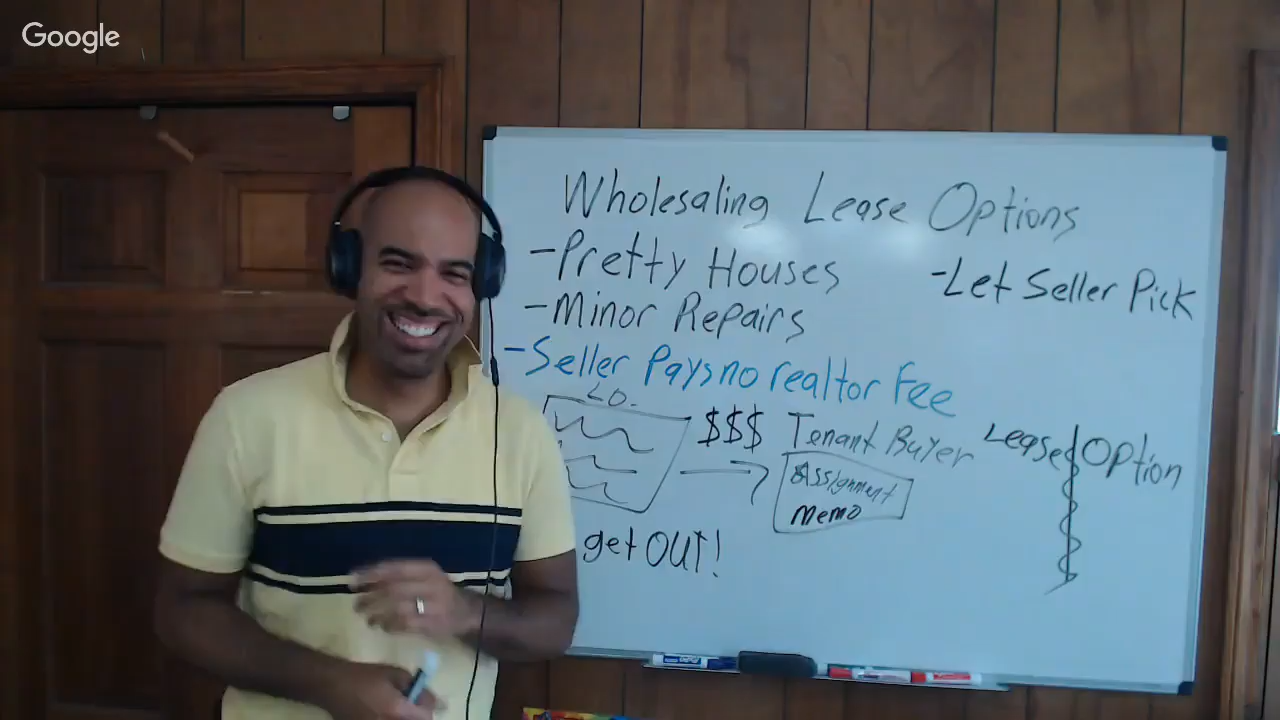 Google
Wholesaling Lease Options
-Pretty Houses
-Let Seller Pick
-Minor Repairs
-Seller Pays no realtor Fee
L.O.
$$$ Tenant Buyer
Lease Option
Assignment
Memo
get OUT!